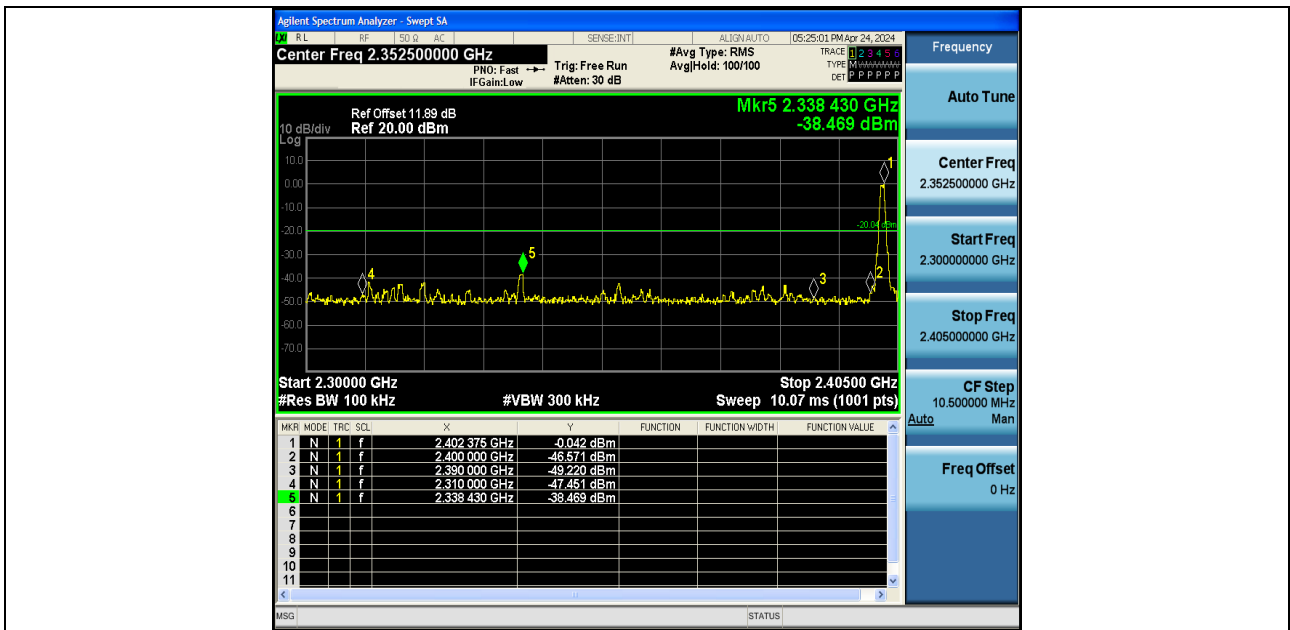 Agilent Spectrum Analyzer - Swept SA
RL RF 50 Ω AC SENSE:INT ALIGN AUTO 05:25:01 PM Apr 24, 2024
Center Freq 2.352500000 GHz
PNO: Fast
IFGain:Low
Trig: Free Run
#Atten: 30 dB
#Avg Type: RMS
Avg|Hold: 100/100
TRACE 1 2 3 4 5 6
TYPE M
DET P P P P P P
Mkr5 2.338 430 GHz
-38.469 dBm
Ref Offset 11.89 dB
10 dB/div Ref 20.00 dBm
Log
10.0
0.00
-10.0
-20.0
-30.0
-40.0
-50.0
-60.0
-70.0
1
-20.04 dBm
5
4
3
2
Start 2.30000 GHz Stop 2.40500 GHz
#Res BW 100 kHz #VBW 300 kHz Sweep 10.07 ms (1001 pts)
MKR MODE TRC SCL X Y FUNCTION FUNCTION WIDTH FUNCTION VALUE
1 N 1 f 2.402 375 GHz -0.042 dBm
2 N 1 f 2.400 000 GHz -46.571 dBm
3 N 1 f 2.390 000 GHz -49.220 dBm
4 N 1 f 2.310 000 GHz -47.451 dBm
5 N 1 f 2.338 430 GHz -38.469 dBm
6
7
8
9
10
11
MSG STATUS
Frequency
Auto Tune
Center Freq
2.352500000 GHz
Start Freq
2.300000000 GHz
Stop Freq
2.405000000 GHz
CF Step
10.500000 MHz
Auto Man
Freq Offset
0 Hz